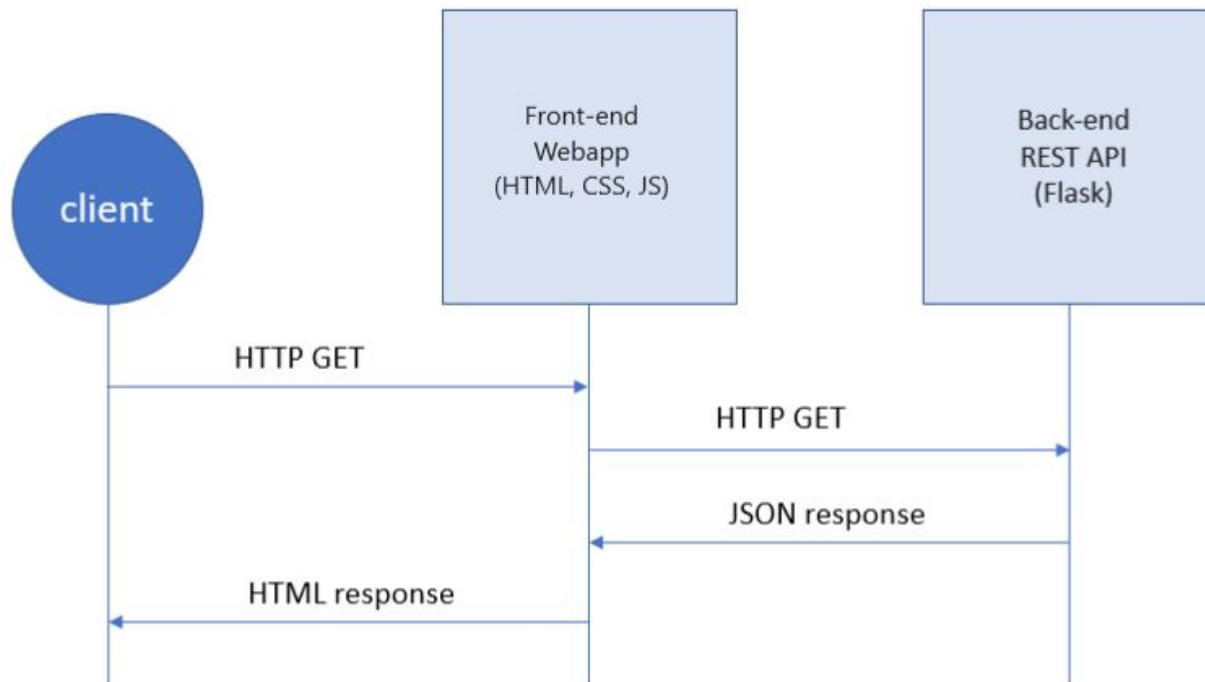 client
Front-end
Webapp
(HTML, CSS, JS)
Back-end
REST API
(Flask)
HTTP GET
HTTP GET
JSON response
HTML response